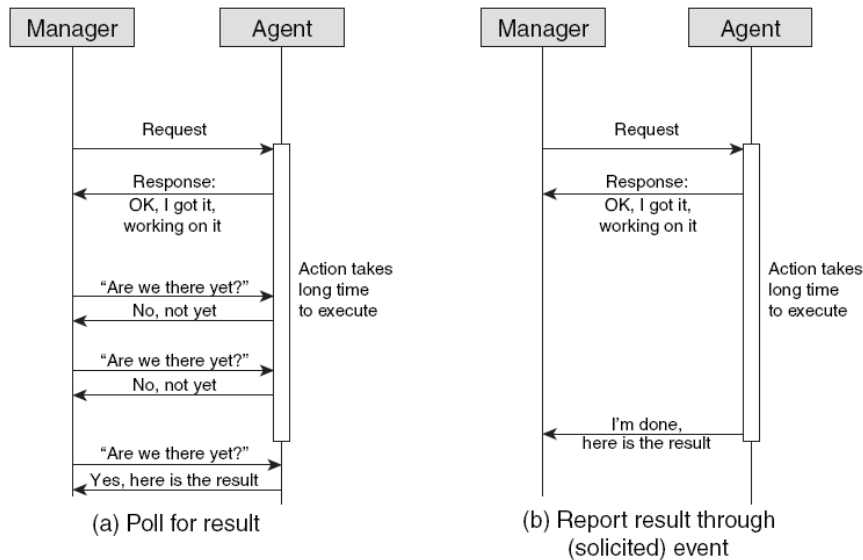 Manager
Agent
Request
Response:
OK, I got it,
working on it
Action takes
long time
to execute
“Are we there yet?”
No, not yet
“Are we there yet?”
No, not yet
“Are we there yet?”
Yes, here is the result
(a) Poll for result
Manager
Agent
Request
Response:
OK, I got it,
working on it
Action takes
long time
to execute
I’m done,
here is the result
(b) Report result through
(solicited) event